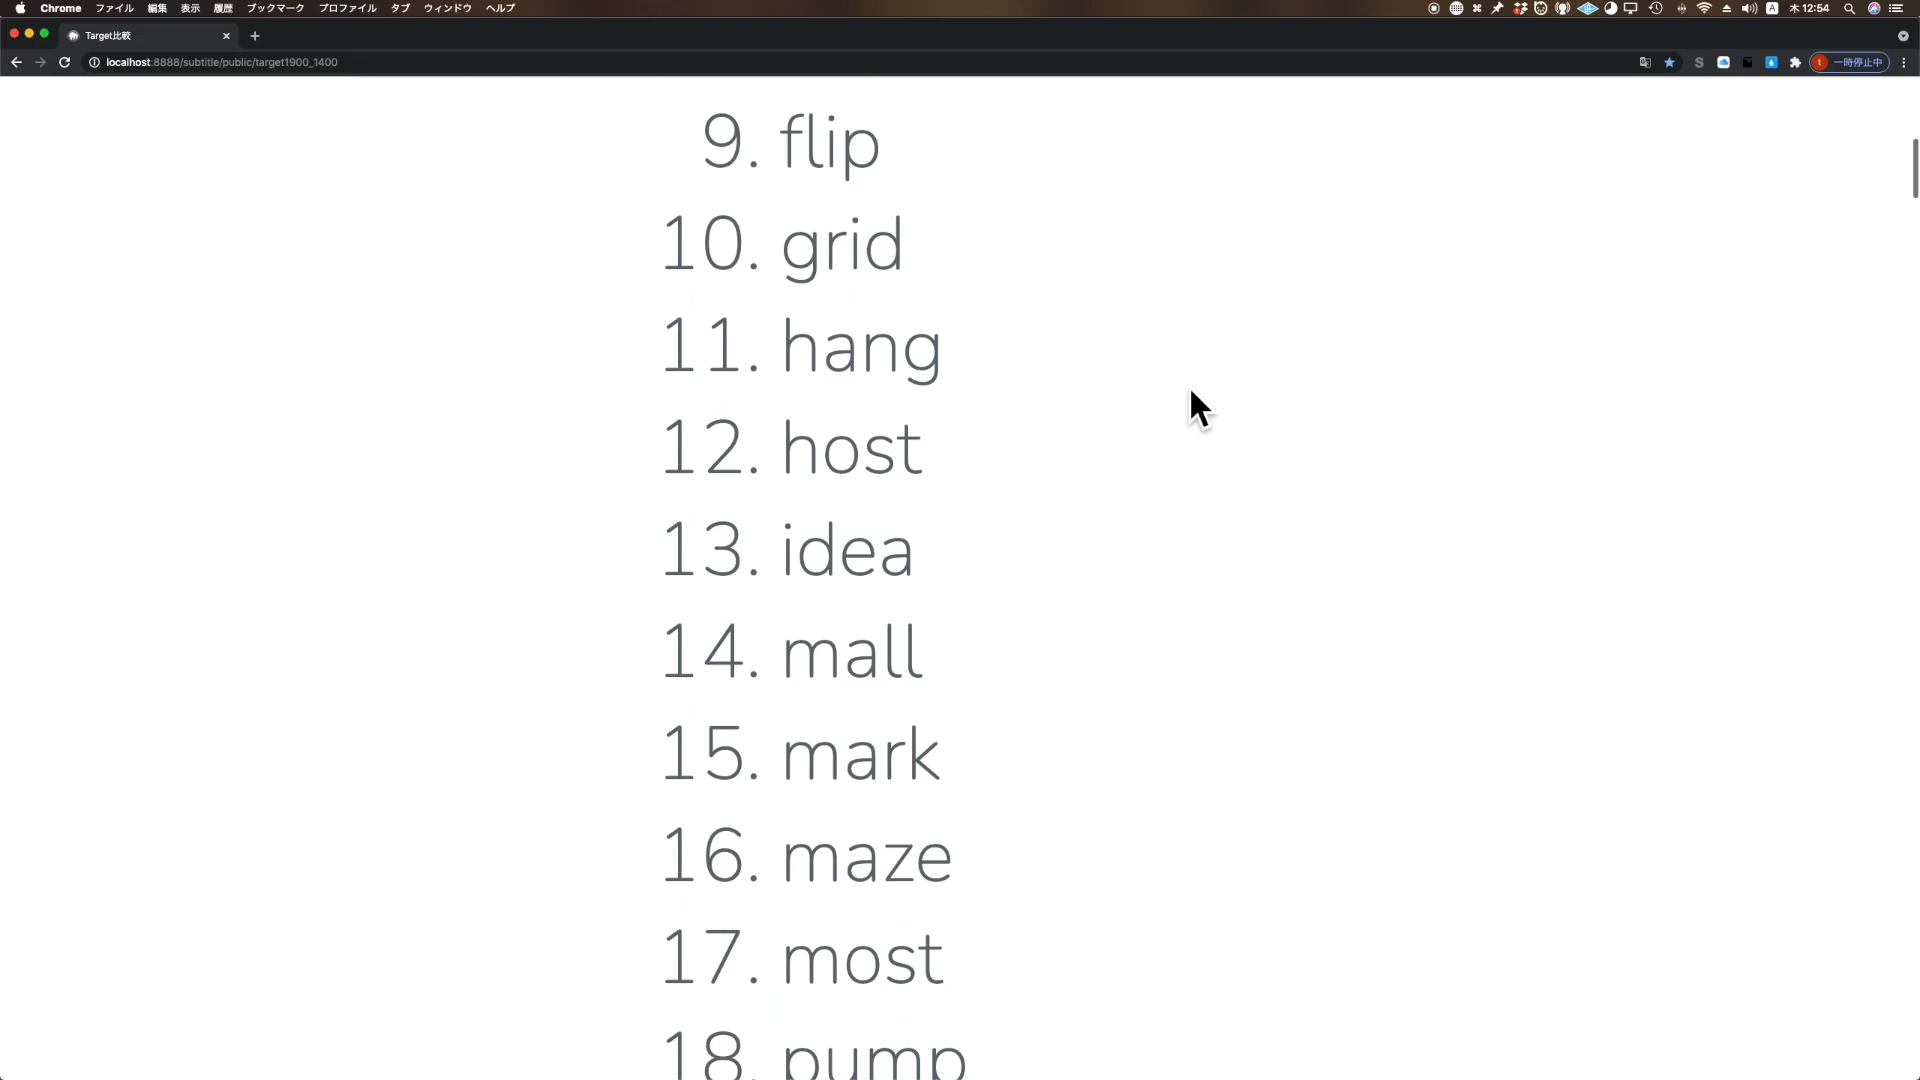 Chrome ファイル 編集 表示 履歴 ブックマーク プロファイル タブ ウィンドウ ヘルプ 木 12:54
Target比較
localhost:8888/subtitle/public/target1900_1400 一時停止中
9. flip
10. grid
11. hang
12. host
13. idea
14. mall
15. mark
16. maze
17. most
18. pump